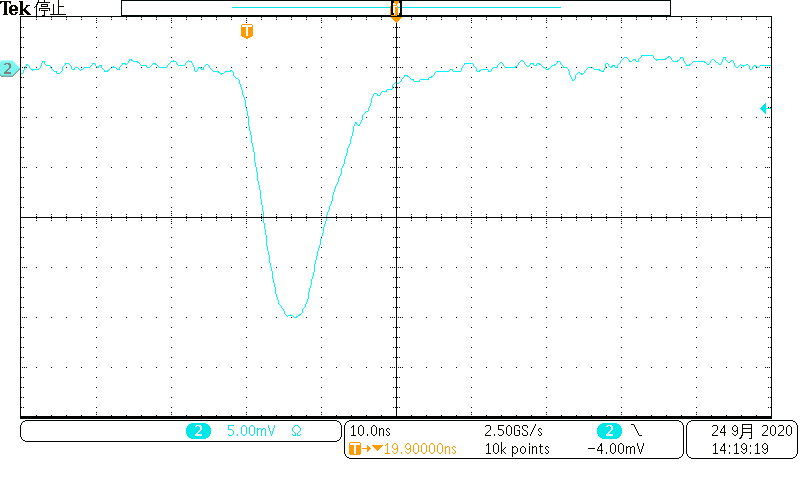 Tek 停止
T
2
2 5.00mV Ω
10.0ns 2.50GS/s 2
T→▼19.90000ns 10k points −4.00mV
24 9月 2020
14:19:19